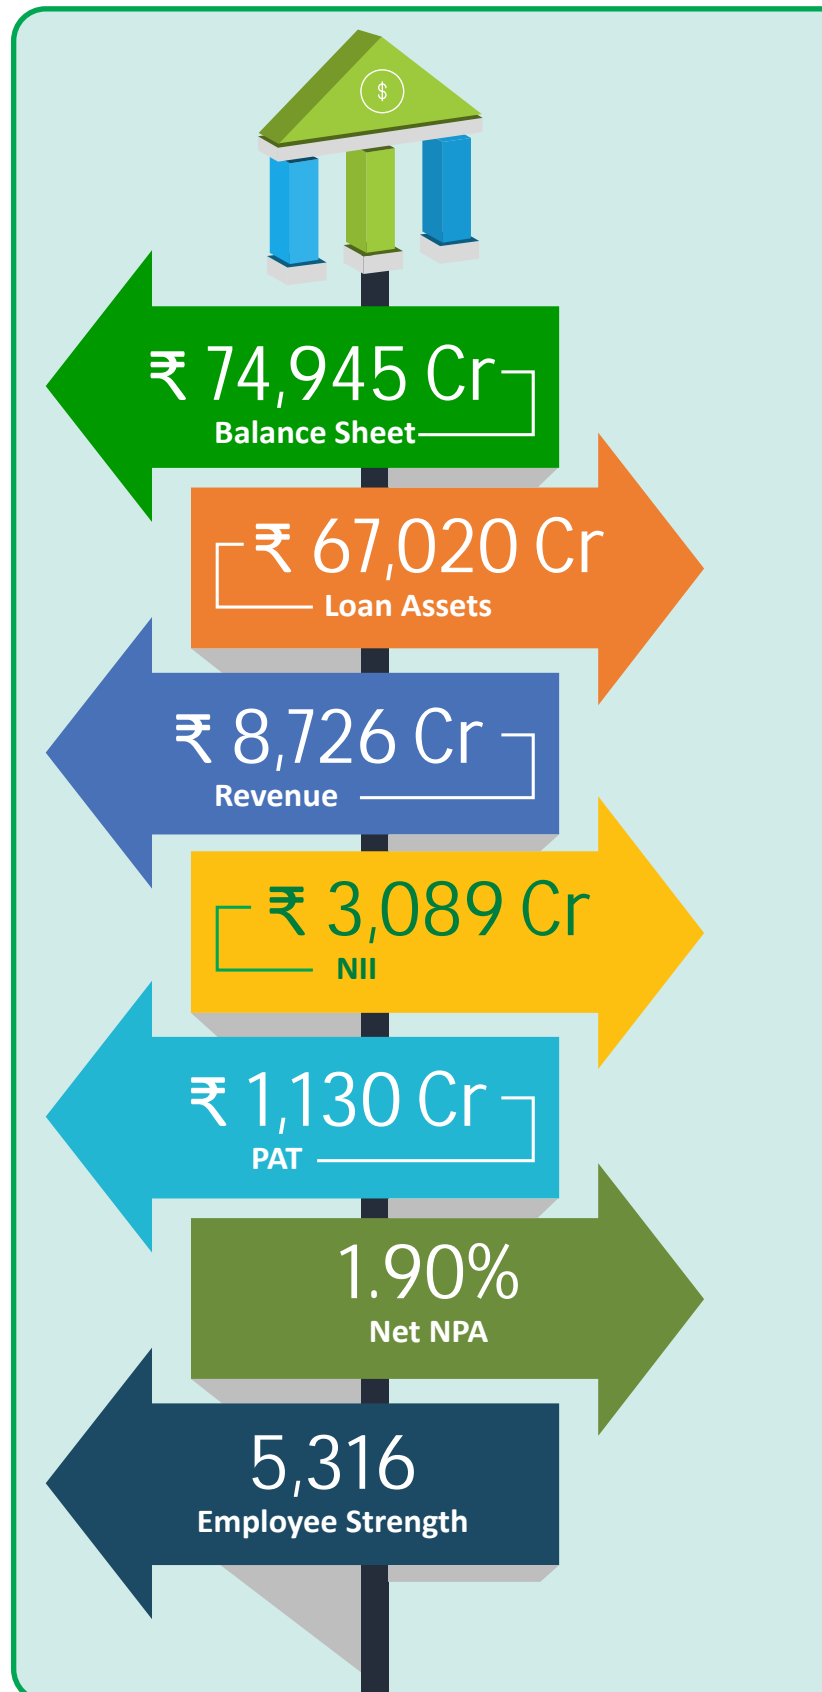 $
₹ 74,945 Cr
Balance Sheet
₹ 67,020 Cr
Loan Assets
₹ 8,726 Cr
Revenue
₹ 3,089 Cr
NII
₹ 1,130 Cr
PAT
1.90%
Net NPA
5,316
Employee Strength